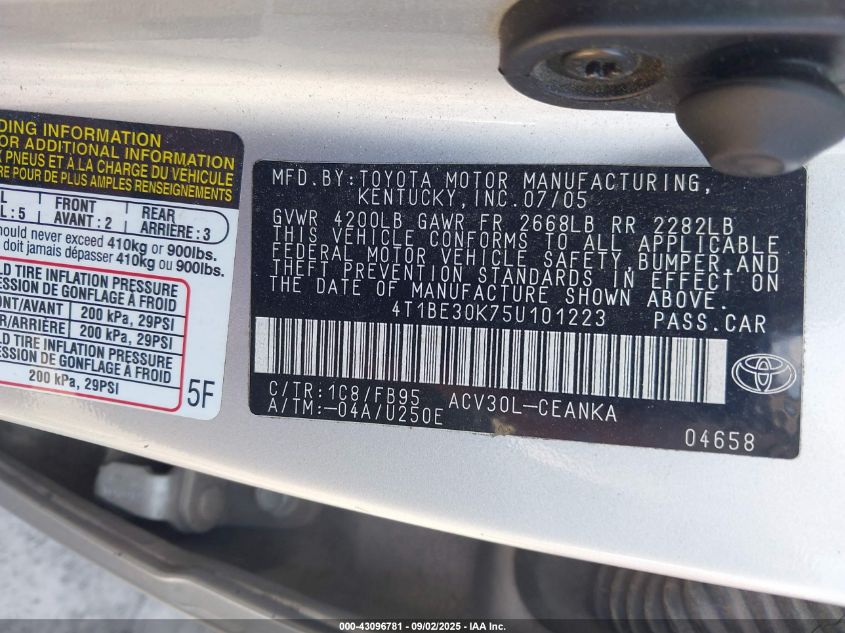 DING INFORMATION
OR ADDITIONAL INFORMATION
X PNEUS ET À LA CHARGE DU VÉHICULE
IRE POUR DE PLUS AMPLES RENSEIGNEMENTS
L : 5
FRONT
AVANT : 2
REAR
ARRIÈRE : 3
hould never exceed 410kg or 900lbs.
doit jamais dépasser 410kg ou 900lbs.
LD TIRE INFLATION PRESSURE
ESSION DE GONFLAGE À FROID
ONT/AVANT 200 kPa, 29PSI
R/ARRIÈRE 200 kPa, 29PSI
LD TIRE INFLATION PRESSURE
ESSION DE GONFLAGE À FROID
200 kPa, 29PSI
5F
MFD.BY:TOYOTA MOTOR MANUFACTURING,
KENTUCKY, INC.07/05
GVWR 4200LB GAWR FR 2668LB RR 2282LB
THIS VEHICLE CONFORMS TO ALL APPLICABLE
FEDERAL MOTOR VEHICLE SAFETY,BUMPER,AND
THEFT PREVENTION STANDARDS IN EFFECT ON
THE DATE OF MANUFACTURE SHOWN ABOVE.
4T1BE30K75U101223 PASS.CAR
C/TR:1C8/FB95 ACV30L-CEANKA
A/TM:-04A/U250E
04658
000-43096781 - 09/02/2025 - IAA Inc.